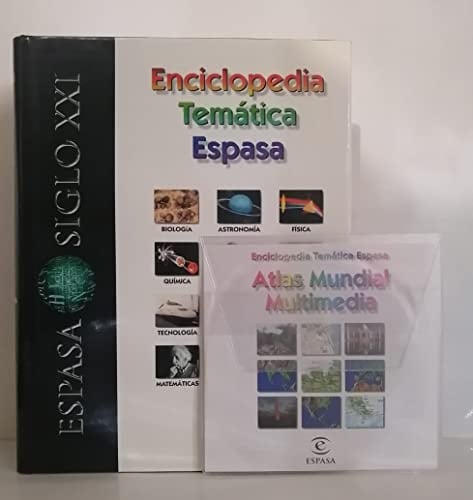 ESPASA SIGLO XXI
Enciclopedia
Temática
Espasa
BIOLOGÍA
ASTRONOMÍA
FÍSICA
QUÍMICA
TECNOLOGÍA
MATEMÁTICAS
Enciclopedia Temática Espasa
Atlas Mundial
Multimedia
ESPASA